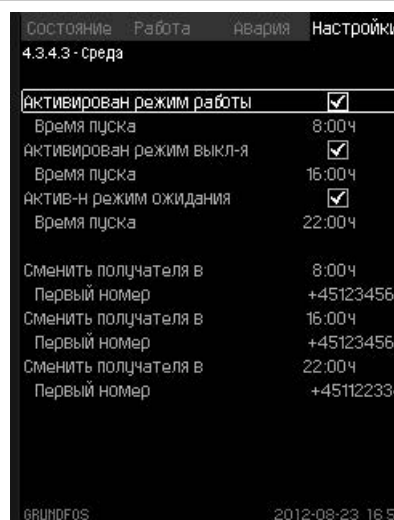 Состояние Работа Авария Настройки
4.3.4.3 - Среда
Активирован режим работы
Время пуска 8:00ч
Активирован режим выкл-я
Время пуска 16:00ч
Актив-н режим ожидания
Время пуска 22:00ч
Сменить получателя в 8:00ч
Первый номер +45123456
Сменить получателя в 16:00ч
Первый номер +45123456
Сменить получателя в 22:00ч
Первый номер +45112233
GRUNDFOS 2012-08-23 16:5